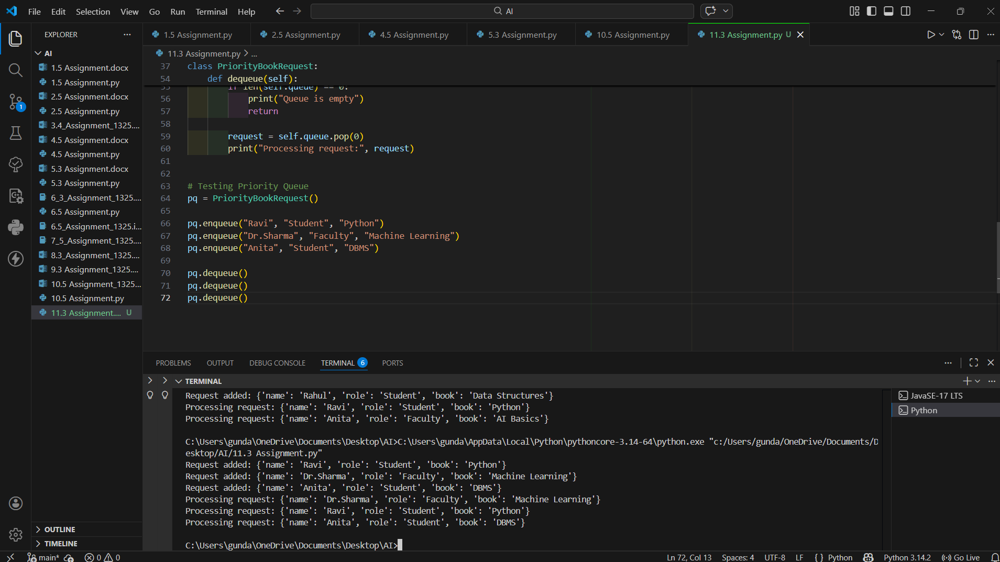 File Edit Selection View Go Run Terminal Help
AI
EXPLORER
AI
1.5 Assignment.docx
1.5 Assignment.py
2.5 Assignment.docx
2.5 Assignment.py
3.4_Assignment_1325....
4.5 Assignment.docx
4.5 Assignment.py
5.3 Assignment.docx
5.3 Assignment.py
6_3_Assignment_1325....
6.5 Assignment.py
6.5_Assignment_1325.i...
7_5_Assignment_1325....
8.3_Assignment_1325....
9.3 Assignment_1325....
10.5 Assignment_1325...
10.5 Assignment.py
11.3 Assignment.... U
OUTLINE
TIMELINE
1
1.5 Assignment.py 2.5 Assignment.py 4.5 Assignment.py 5.3 Assignment.py 10.5 Assignment.py 11.3 Assignment.py U
11.3 Assignment.py > ...
37 class PriorityBookRequest:
54 def dequeue(self):
55 if len(self.queue) == 0:
56 print("Queue is empty")
57 return
58
59 request = self.queue.pop(0)
60 print("Processing request:", request)
61
62
63 # Testing Priority Queue
64 pq = PriorityBookRequest()
65
66 pq.enqueue("Ravi", "Student", "Python")
67 pq.enqueue("Dr.Sharma", "Faculty", "Machine Learning")
68 pq.enqueue("Anita", "Student", "DBMS")
69
70 pq.dequeue()
71 pq.dequeue()
72 pq.dequeue()
PROBLEMS OUTPUT DEBUG CONSOLE TERMINAL 6 PORTS
TERMINAL
Request added: {'name': 'Rahul', 'role': 'Student', 'book': 'Data Structures'}
Processing request: {'name': 'Ravi', 'role': 'Student', 'book': 'Python'}
Processing request: {'name': 'Anita', 'role': 'Faculty', 'book': 'AI Basics'}
C:\Users\gunda\OneDrive\Documents\Desktop\AI>C:\Users\gunda\AppData\Local\Python\pythoncore-3.14-64\python.exe "c:/Users/gunda/OneDrive/Documents/D
esktop/AI/11.3 Assignment.py"
Request added: {'name': 'Ravi', 'role': 'Student', 'book': 'Python'}
Request added: {'name': 'Dr.Sharma', 'role': 'Faculty', 'book': 'Machine Learning'}
Request added: {'name': 'Anita', 'role': 'Student', 'book': 'DBMS'}
Processing request: {'name': 'Dr.Sharma', 'role': 'Faculty', 'book': 'Machine Learning'}
Processing request: {'name': 'Ravi', 'role': 'Student', 'book': 'Python'}
Processing request: {'name': 'Anita', 'role': 'Student', 'book': 'DBMS'}
C:\Users\gunda\OneDrive\Documents\Desktop\AI>
JavaSE-17 LTS
Python
main* 0 0 Ln 72, Col 13 Spaces: 4 UTF-8 LF { } Python Python 3.14.2 Go Live